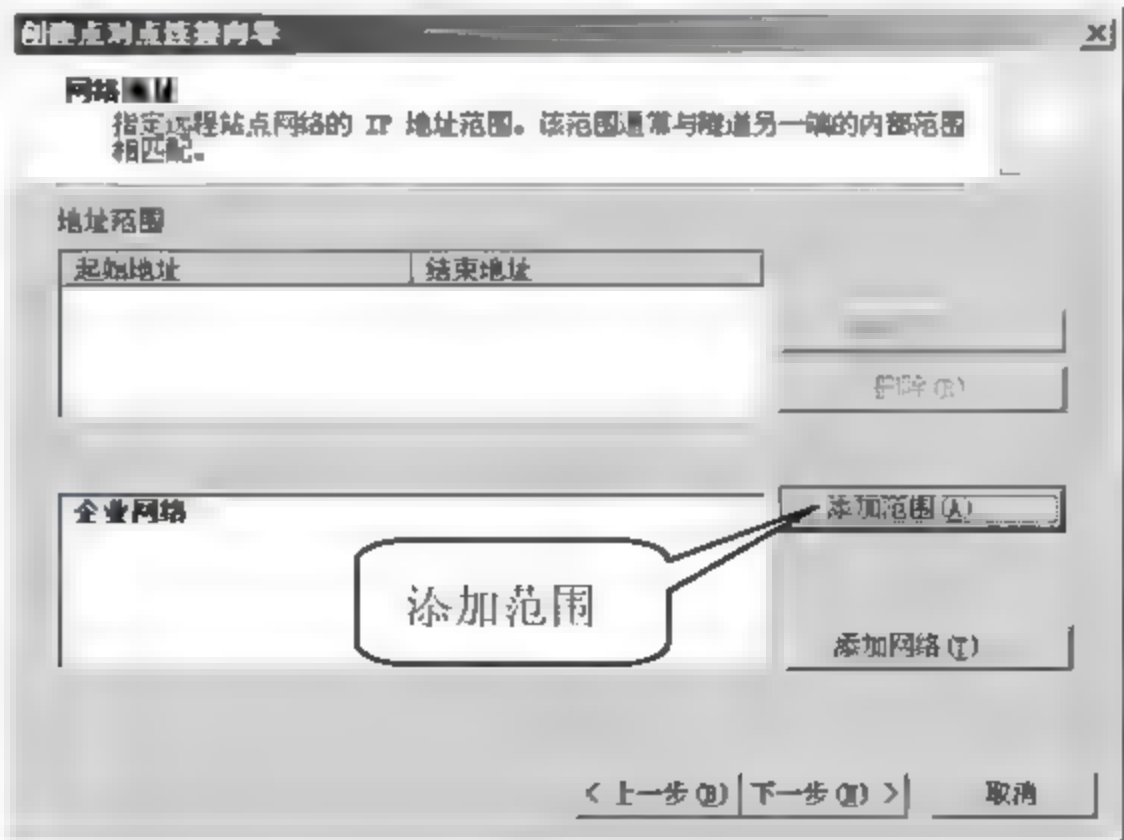 创建点对点连接向导
网络
指定远程站点网络的 IP 地址范围。该范围通常与隧道另一端的内部范围
相匹配。
地址范围
起始地址 结束地址
删除(R)
企业网络
添加范围(A)
添加范围
添加网络(T)
< 上一步(B) 下一步(N) > 取消